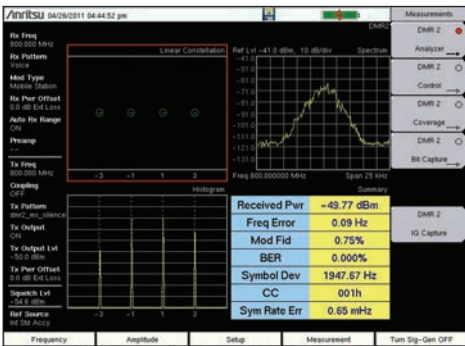 Anritsu 04/26/2011 04:44:52 pm
Measurements
Rx Freq
800.000 MHz
Rx Pattern
Voice
Mod Type
Mobile Station
Rx Pwr Offset
0.0 dB Ext Loss
Auto Rx Range
ON
Preamp
--
Tx Freq
800.000 MHz
Coupling
OFF
Tx Pattern
dmr2_ms_silence
Tx Output
ON
Tx Output Lvl
-50.0 dBm
Tx Pwr Offset
0.0 dB Ext Loss
Squelch Lvl
-54.6 dBm
Ref Source
Int Std Accy
DMR2
Linear Constellation
-3 -1 1 3
Ref Lvl -41.0 dBm, 10 dB/div Spectrum
-41.0
-51.0
-61.0
-71.0
-81.0
-91.0
-101.0
-111.0
-121.0
-131.0
Freq 800.000000 MHz Span 25 kHz
Histogram
-3 -1 1 3
Summary
Received Pwr -49.77 dBm
Freq Error 0.09 Hz
Mod Fid 0.75%
BER 0.000%
Symbol Dev 1947.67 Hz
CC 001h
Sym Rate Err 0.65 mHz
DMR 2
Analyzer
DMR 2
Control
DMR 2
Coverage
DMR 2
Bit Capture
DMR 2
IQ Capture
Frequency Amplitude Setup Measurement Turn Sig-Gen OFF